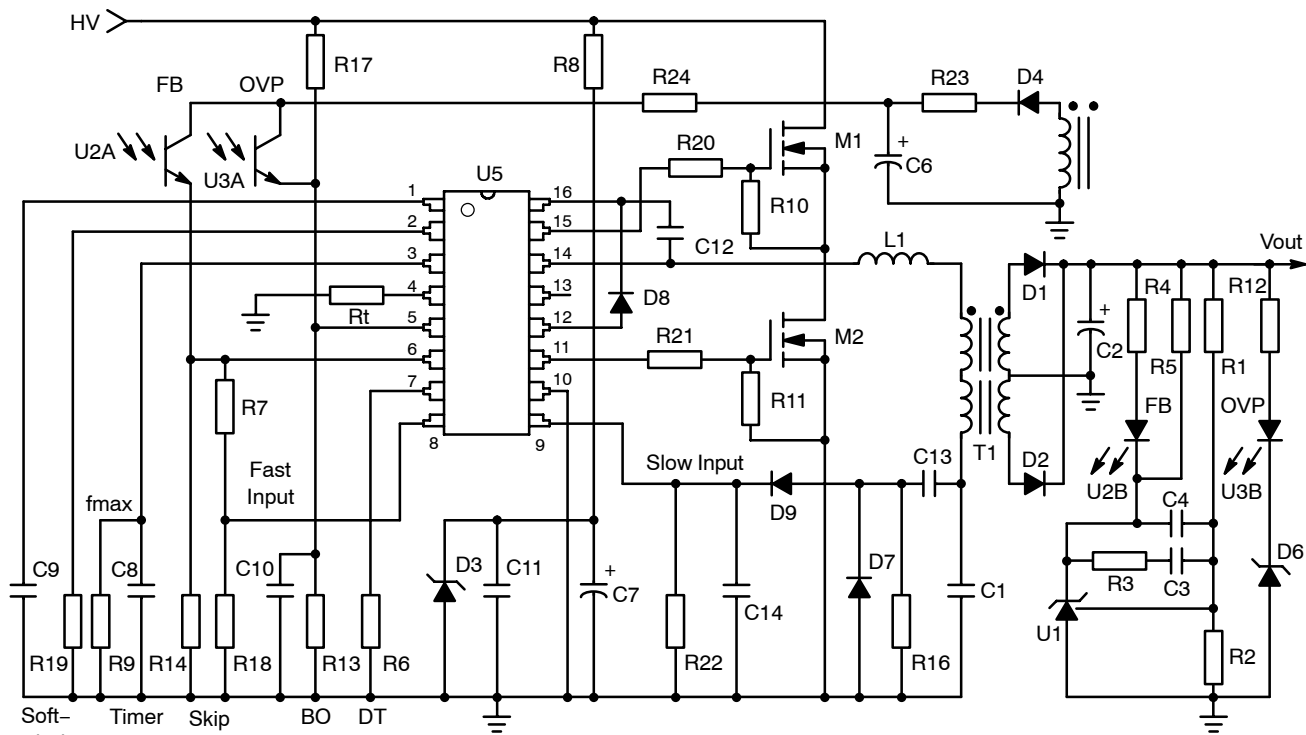 HV
R17
R8
FB
OVP
R24
R23
D4
U2A
U3A
U5
R20
M1
C6
R10
1
16
2
15
3
14
4
13
5
12
6
11
7
10
8
9
C12
L1
Vout
Rt
D8
D1
R4
R12
C2
R5
R1
R21
M2
R7
R11
FB
OVP
T1
Fast
Input
Slow Input
C13
D2
U2B
U3B
D9
fmax
C4
C9
C8
C10
D3
C11
C7
D7
C14
C1
R3
C3
D6
U1
R19
R9
R14
R18
R13
R6
R22
R16
R2
Soft–
Timer
Skip
BO
DT